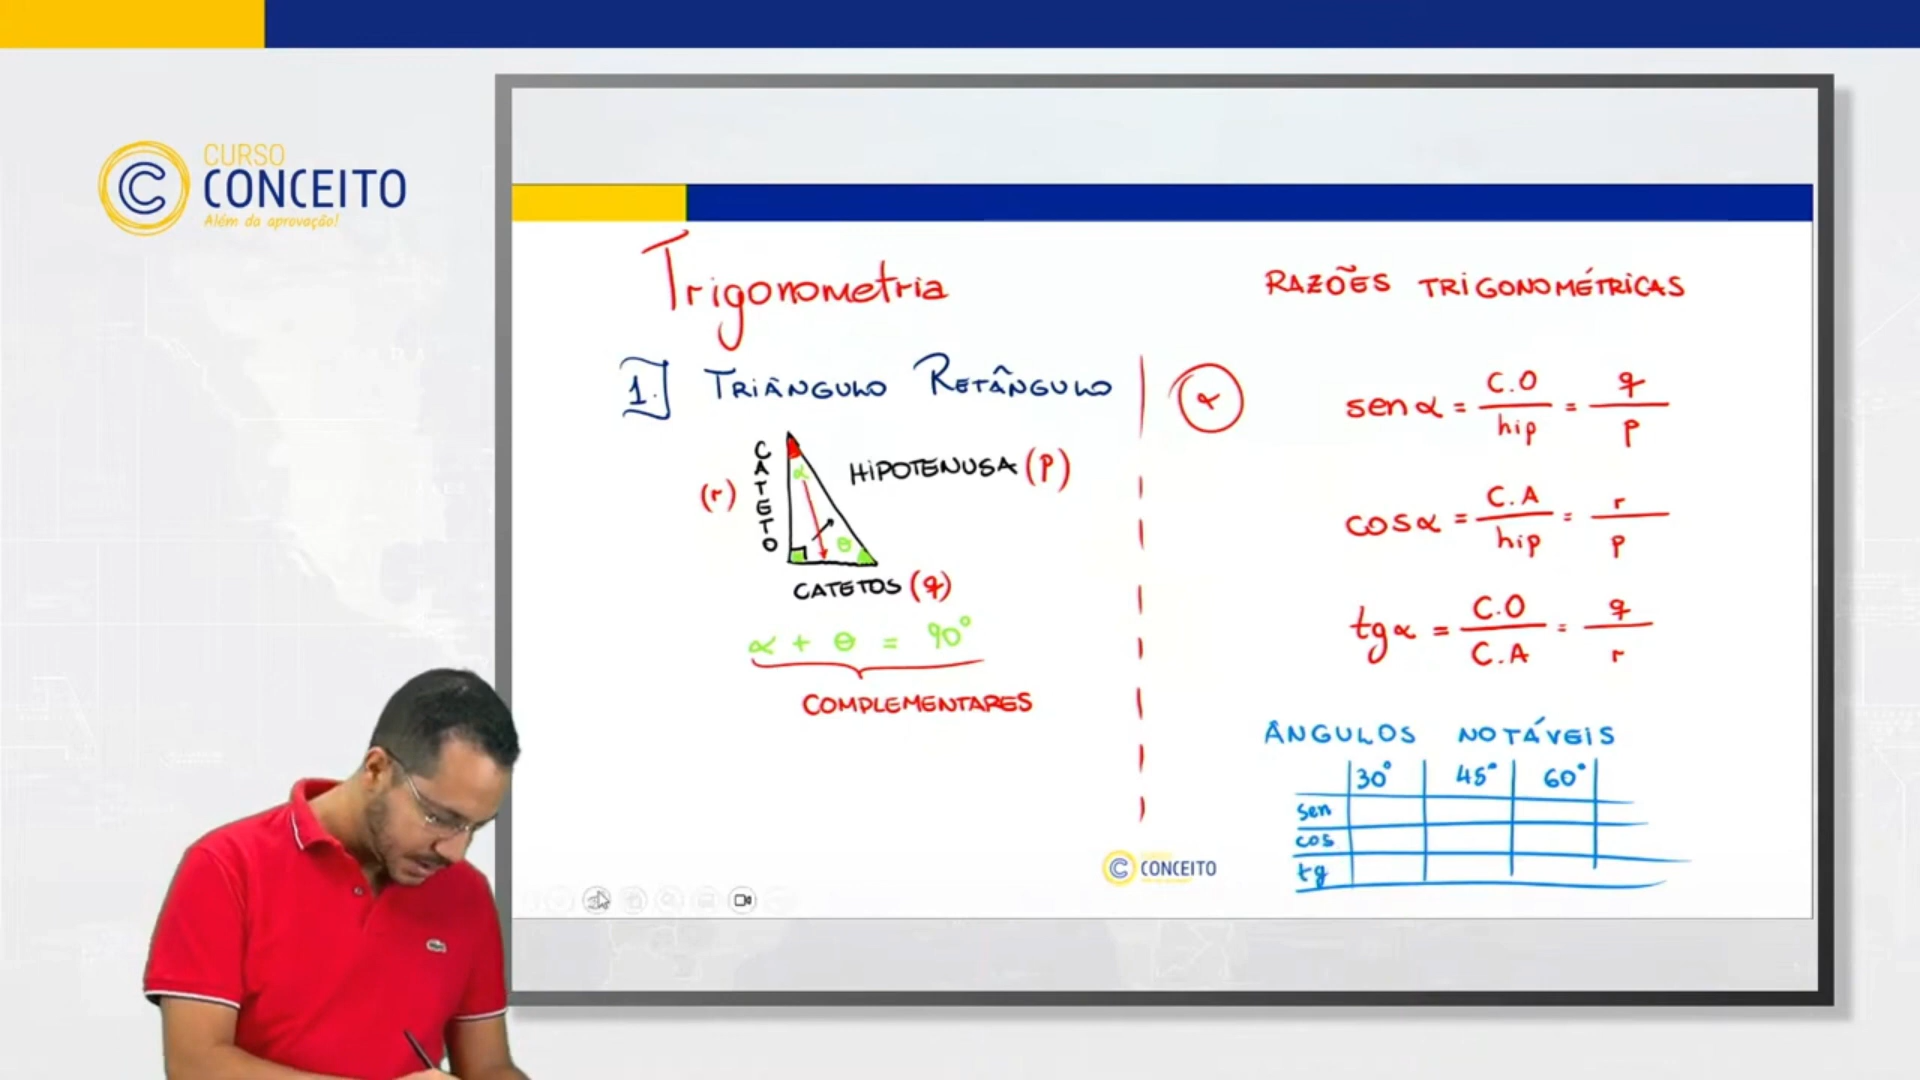 CURSO
CONCEITO
Além da aprovação!
Trigonometria
1. TRIÂNGULO RETÂNGULO
CATETO
(r)
α
HIPOTENUSA (p)
θ
CATETOS (q)
α + θ = 90°
COMPLEMENTARES
RAZÕES TRIGONOMÉTRICAS
α
sen α = C.O / hip = q / p
cos α = C.A / hip = r / p
tg α = C.O / C.A = q / r
ÂNGULOS NOTÁVEIS
30° 45° 60°
sen
cos
tg
CONCEITO